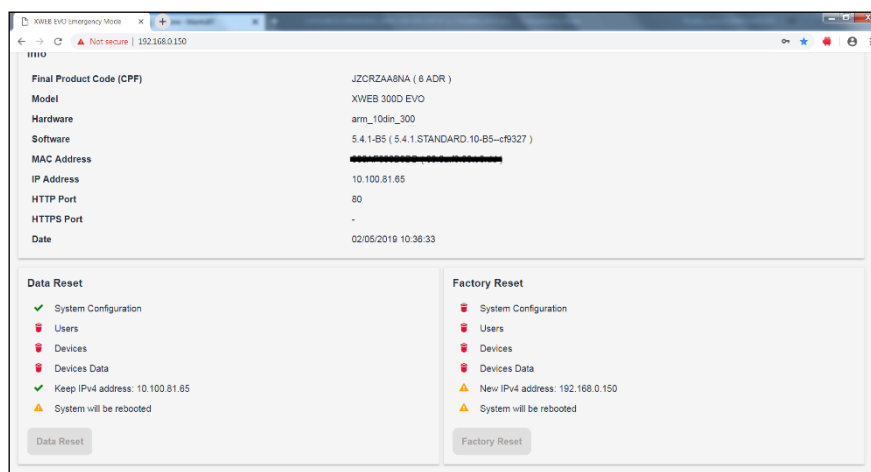 XWEB EVO Emergency Mode
Not secure | 192.168.0.150
Info
Final Product Code (CPF) JZCRZAA8NA ( 6 ADR )
Model XWEB 300D EVO
Hardware arm_10din_300
Software 5.4.1-B5 ( 5.4.1.STANDARD.10-B5--cf9327 )
MAC Address
IP Address 10.100.81.65
HTTP Port 80
HTTPS Port -
Date 02/05/2019 10:36:33
Data Reset
System Configuration
Users
Devices
Devices Data
Keep IPv4 address: 10.100.81.65
System will be rebooted
Data Reset
Factory Reset
System Configuration
Users
Devices
Devices Data
New IPv4 address: 192.168.0.150
System will be rebooted
Factory Reset